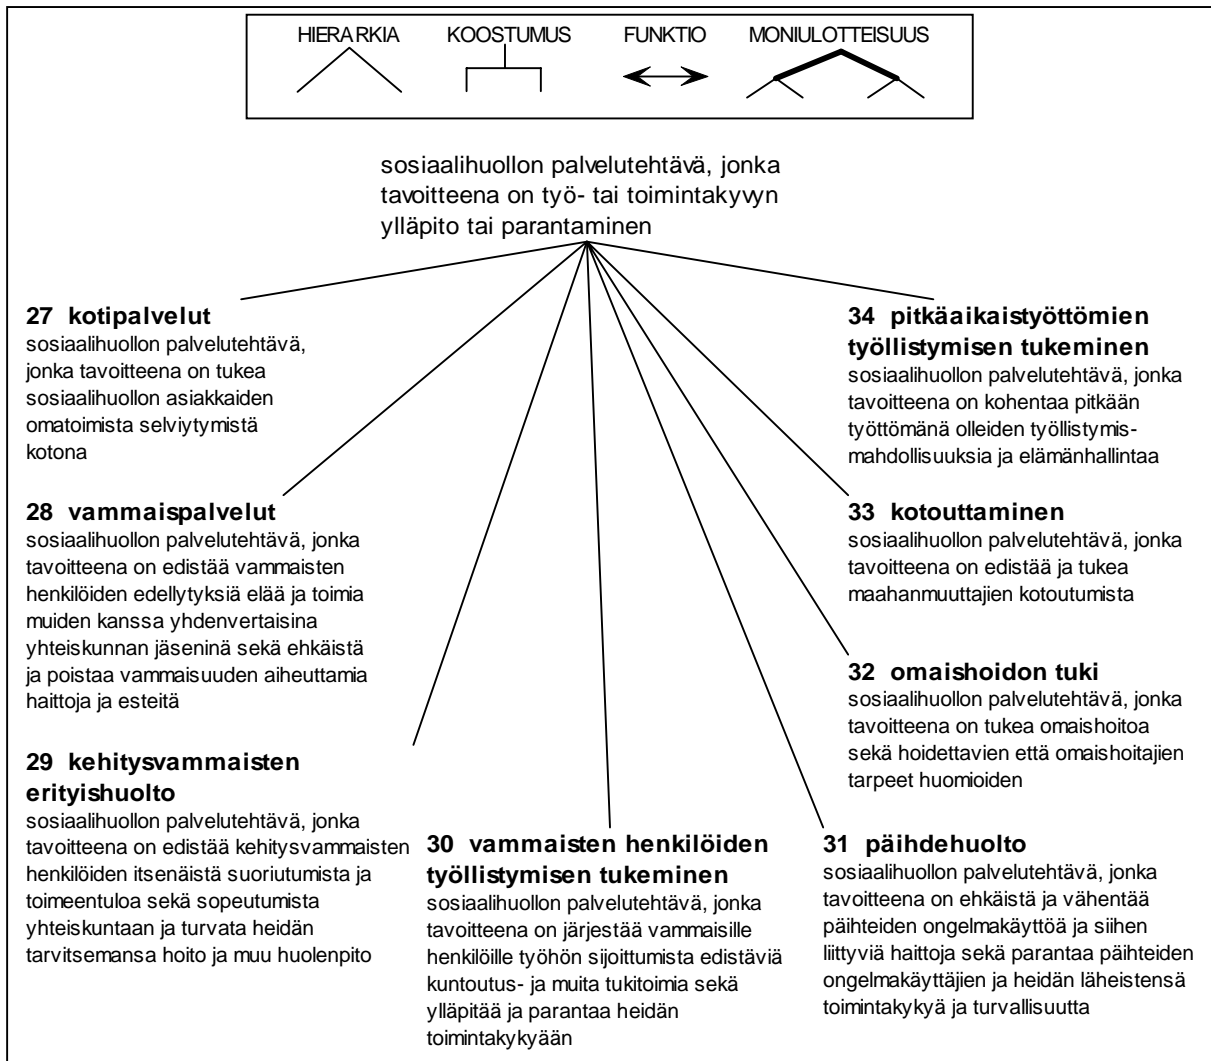 HIERARKIA KOOSTUMUS FUNKTIO MONIULOTTEISUUS
sosiaalihuollon palvelutehtävä, jonka
tavoitteena on työ- tai toimintakyvyn
ylläpito tai parantaminen
27 kotipalvelut
sosiaalihuollon palvelutehtävä,
jonka tavoitteena on tukea
sosiaalihuollon asiakkaiden
omatoimista selviytymistä
kotona
28 vammaispalvelut
sosiaalihuollon palvelutehtävä, jonka
tavoitteena on edistää vammaisten
henkilöiden edellytyksiä elää ja toimia
muiden kanssa yhdenvertaisina
yhteiskunnan jäseninä sekä ehkäistä
ja poistaa vammaisuuden aiheuttamia
haittoja ja esteitä
29 kehitysvammaisten
erityishuolto
sosiaalihuollon palvelutehtävä, jonka
tavoitteena on edistää kehitysvammaisten
henkilöiden itsenäistä suoriutumista ja
toimeentuloa sekä sopeutumista
yhteiskuntaan ja turvata heidän
tarvitsemansa hoito ja muu huolenpito
30 vammaisten henkilöiden
työllistymisen tukeminen
sosiaalihuollon palvelutehtävä, jonka
tavoitteena on järjestää vammaisille
henkilöille työhön sijoittumista edistäviä
kuntoutus- ja muita tukitoimia sekä
ylläpitää ja parantaa heidän
toimintakykyään
34 pitkäaikaistyöttömien
työllistymisen tukeminen
sosiaalihuollon palvelutehtävä, jonka
tavoitteena on kohentaa pitkään
työttömänä olleiden työllistymis-
mahdollisuuksia ja elämänhallintaa
33 kotouttaminen
sosiaalihuollon palvelutehtävä, jonka
tavoitteena on edistää ja tukea
maahanmuuttajien kotoutumista
32 omaishoidon tuki
sosiaalihuollon palvelutehtävä, jonka
tavoitteena on tukea omaishoitoa
sekä hoidettavien että omaishoitajien
tarpeet huomioiden
31 päihdehuolto
sosiaalihuollon palvelutehtävä, jonka
tavoitteena on ehkäistä ja vähentää
päihteiden ongelmakäyttöä ja siihen
liittyviä haittoja sekä parantaa päihteiden
ongelmakäyttäjien ja heidän läheistensä
toimintakykyä ja turvallisuutta